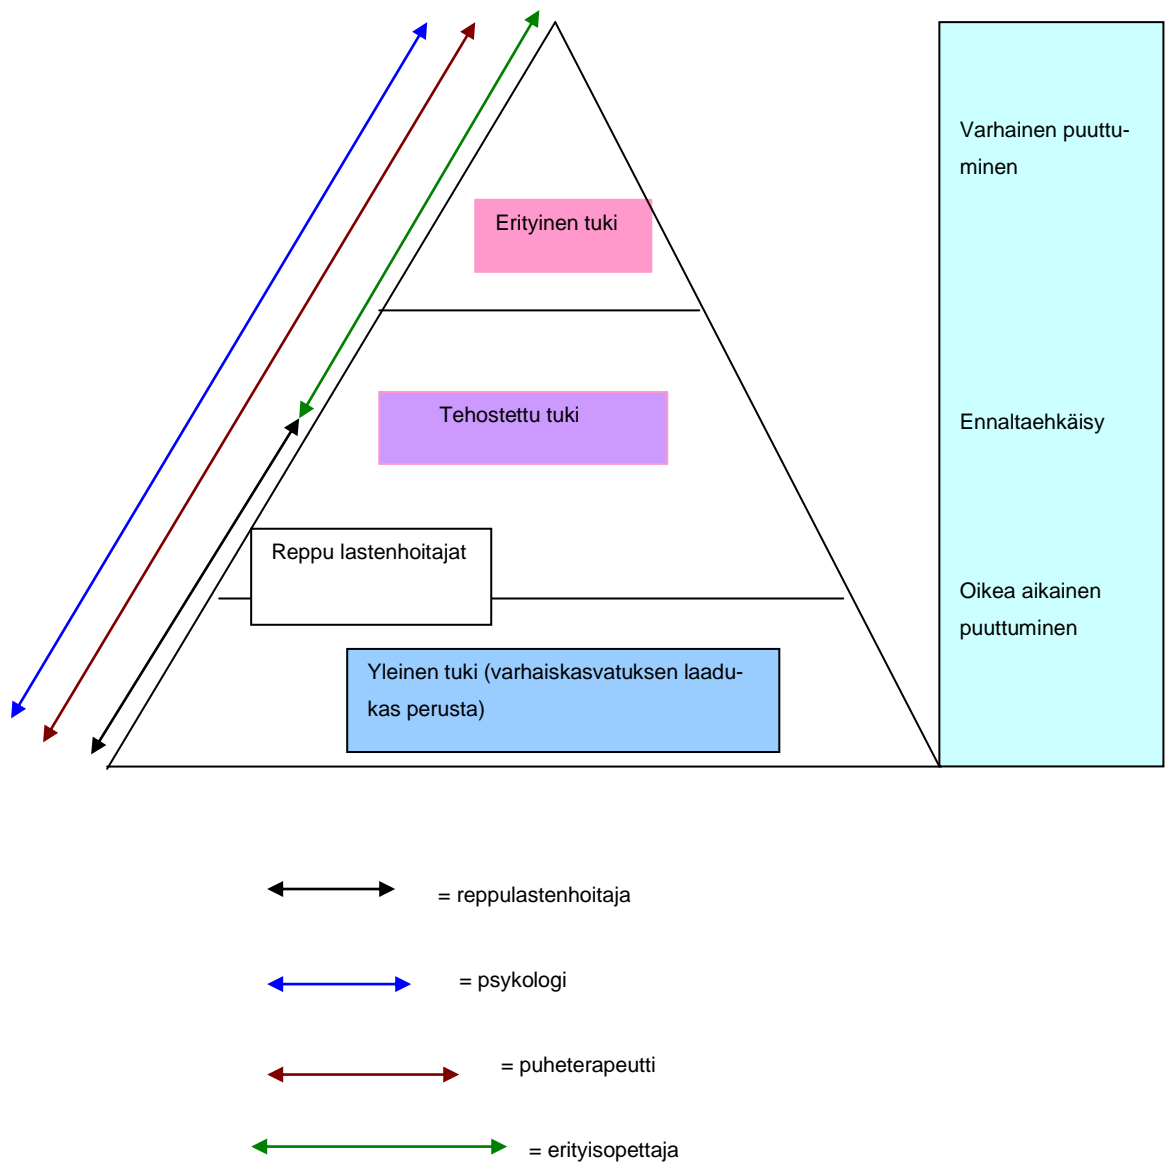 Varhainen puuttu-
minen
Erityinen tuki
Tehostettu tuki
Ennaltaehkäisy
Reppu lastenhoitajat
Oikea aikainen
puuttuminen
Yleinen tuki (varhaiskasvatuksen laadu-
kas perusta)
= reppulastenhoitaja
= psykologi
= puheterapeutti
= erityisopettaja